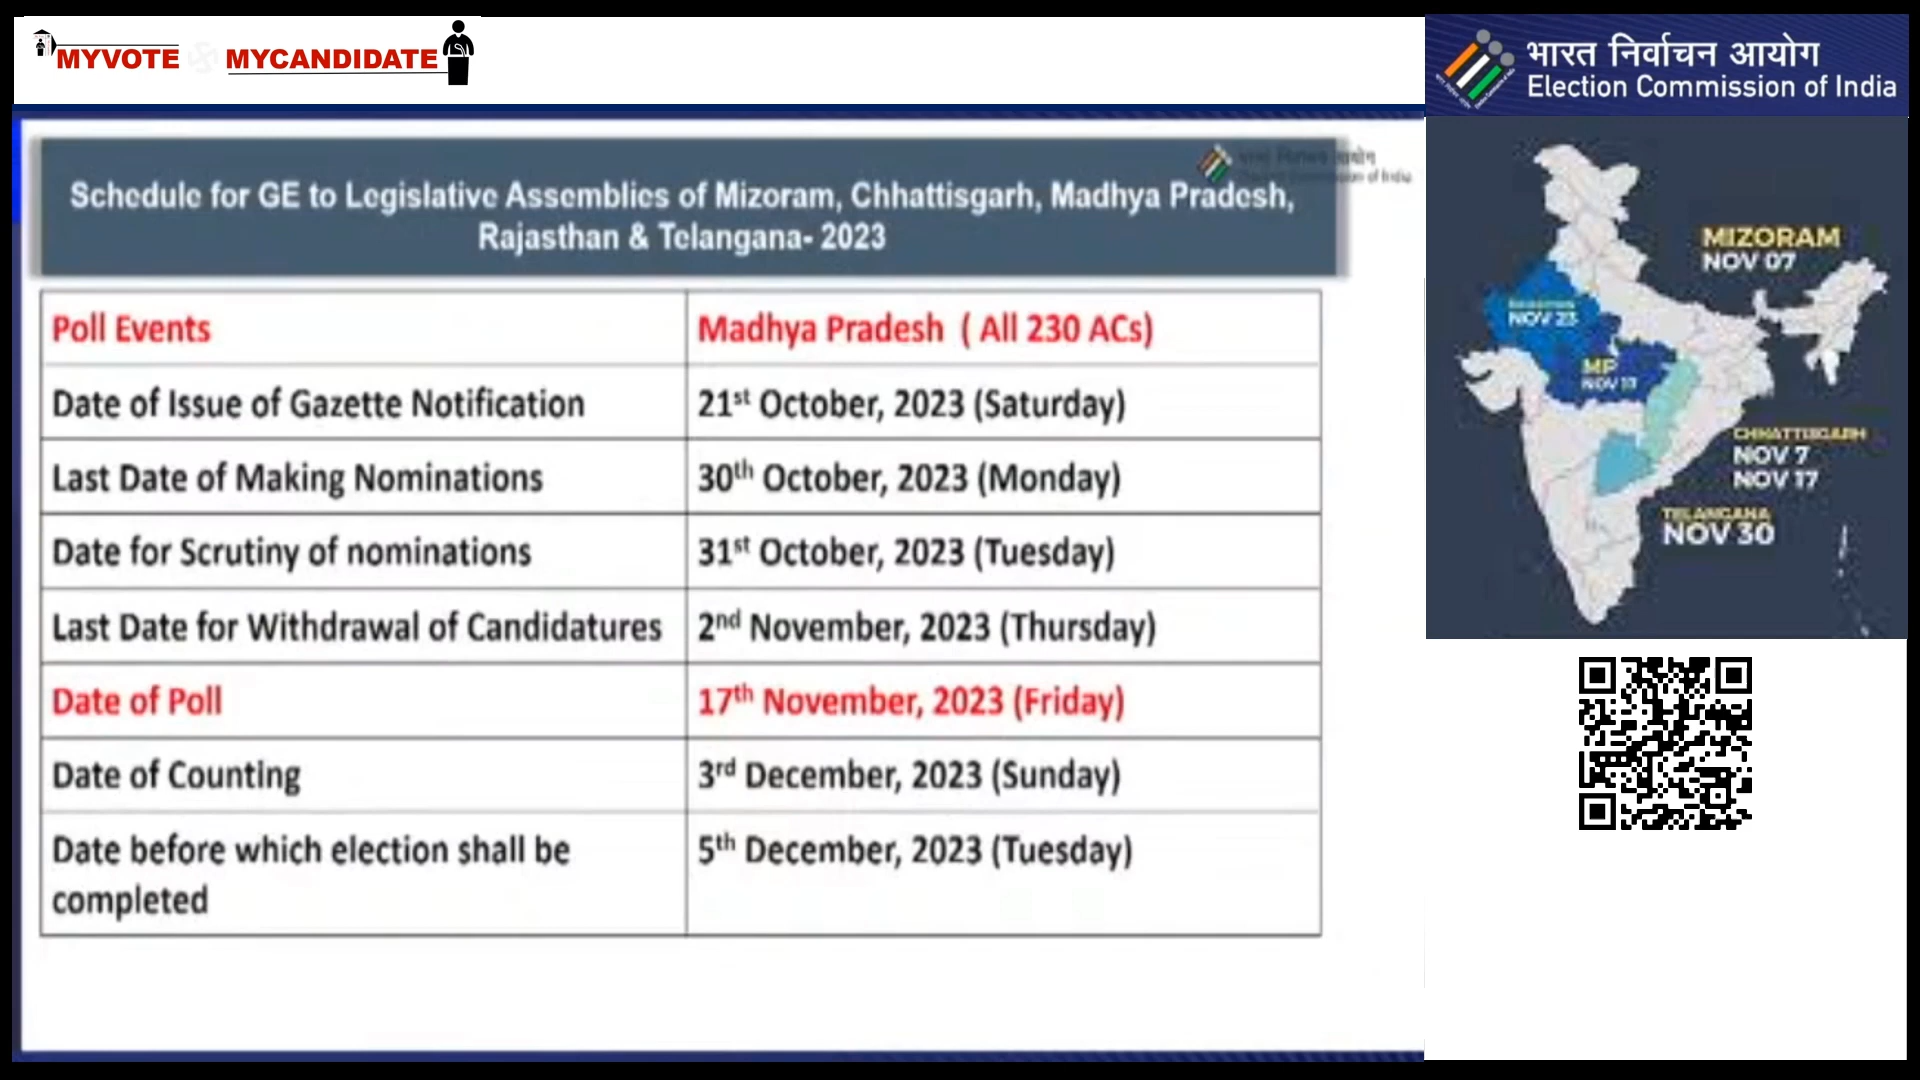 MYVOTE MYCANDIDATE
भारत निर्वाचन आयोग
Election Commission of India
Schedule for GE to Legislative Assemblies of Mizoram, Chhattisgarh, Madhya Pradesh,
Rajasthan & Telangana- 2023
Poll Events Madhya Pradesh ( All 230 ACs)
Date of Issue of Gazette Notification 21st October, 2023 (Saturday)
Last Date of Making Nominations 30th October, 2023 (Monday)
Date for Scrutiny of nominations 31st October, 2023 (Tuesday)
Last Date for Withdrawal of Candidatures 2nd November, 2023 (Thursday)
Date of Poll 17th November, 2023 (Friday)
Date of Counting 3rd December, 2023 (Sunday)
Date before which election shall be 5th December, 2023 (Tuesday)
completed
MIZORAM
NOV 07
NOV 23
MP
NOV 17
CHHATTISGARH
NOV 7
NOV 17
TELANGANA
NOV 30